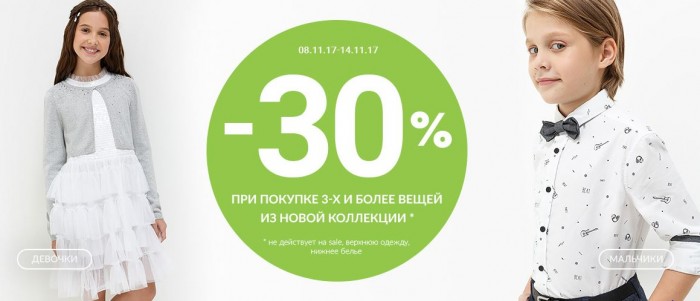 08.11.17-14.11.17
-30%
ПРИ ПОКУПКЕ 3-Х И БОЛЕЕ ВЕЩЕЙ
ИЗ НОВОЙ КОЛЛЕКЦИИ *
* не действует на sale, верхнюю одежду,
нижнее белье
ДЕВОЧКИ
МАЛЬЧИКИ